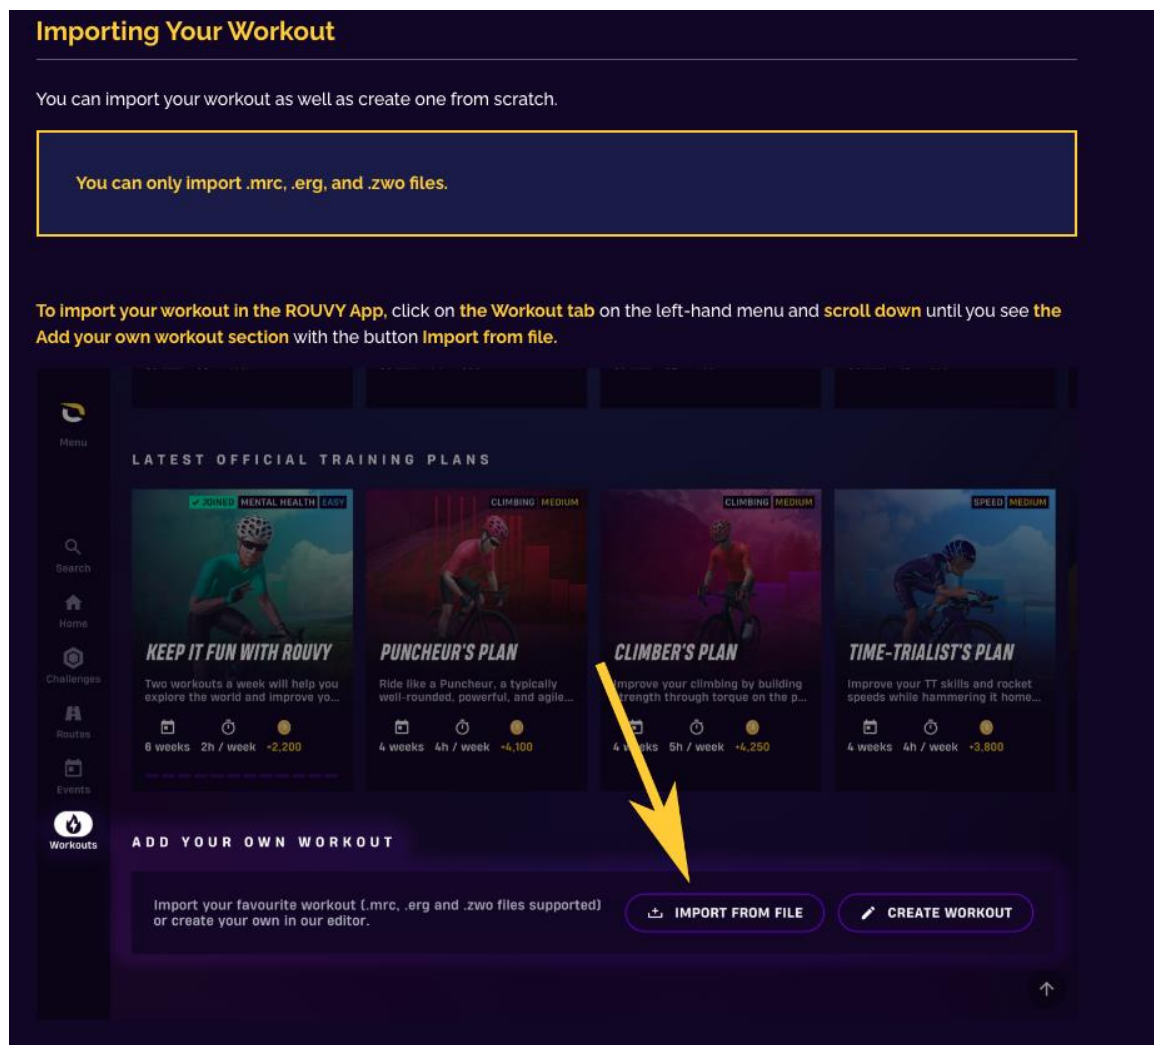 Importing Your Workout
You can import your workout as well as create one from scratch.
You can only import .mrc, .erg, and .zwo files.
To import your workout in the ROUVY App, click on the Workout tab on the left-hand menu and scroll down until you see the
Add your own workout section with the button Import from file.
Menu
LATEST OFFICIAL TRAINING PLANS
JOINED MENTAL HEALTH EASY
CLIMBING MEDIUM
CLIMBING MEDIUM
SPEED MEDIUM
Search
Home
Challenges
Routes
Events
Workouts
KEEP IT FUN WITH ROUVY
Two workouts a week will help you
explore the world and improve yo...
6 weeks 2h / week +2,200
PUNCHEUR'S PLAN
Ride like a Puncheur, a typically
well-rounded, powerful, and agile...
4 weeks 4h / week +4,100
CLIMBER'S PLAN
Improve your climbing by building
strength through torque on the p...
4 weeks 5h / week +4,250
TIME-TRIALIST'S PLAN
Improve your TT skills and rocket
speeds while hammering it home...
4 weeks 4h / week +3,800
ADD YOUR OWN WORKOUT
Import your favourite workout (.mrc, .erg and .zwo files supported)
or create your own in our editor.
IMPORT FROM FILE
CREATE WORKOUT